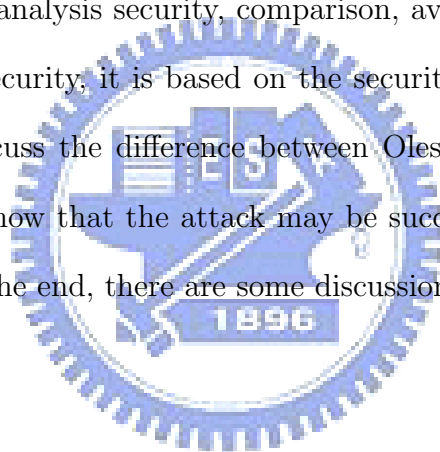 analysis security, comparison, av
ecurity, it is based on the securit
cuss the difference between Oles
now that the attack may be succ
he end, there are some discussion
1896